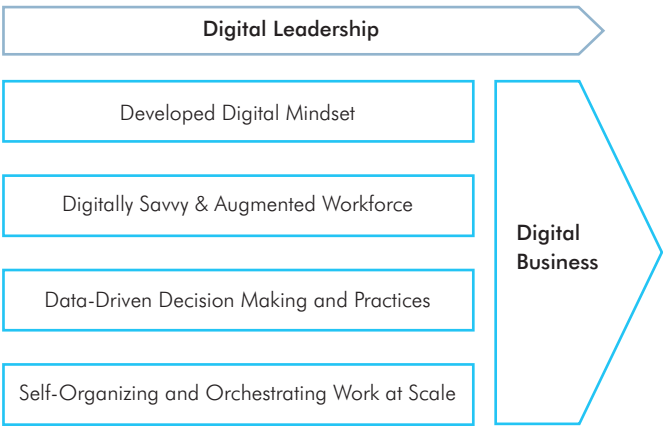 Digital Leadership
Developed Digital Mindset
Digitally Savvy & Augmented Workforce
Data-Driven Decision Making and Practices
Self-Organizing and Orchestrating Work at Scale
Digital
Business